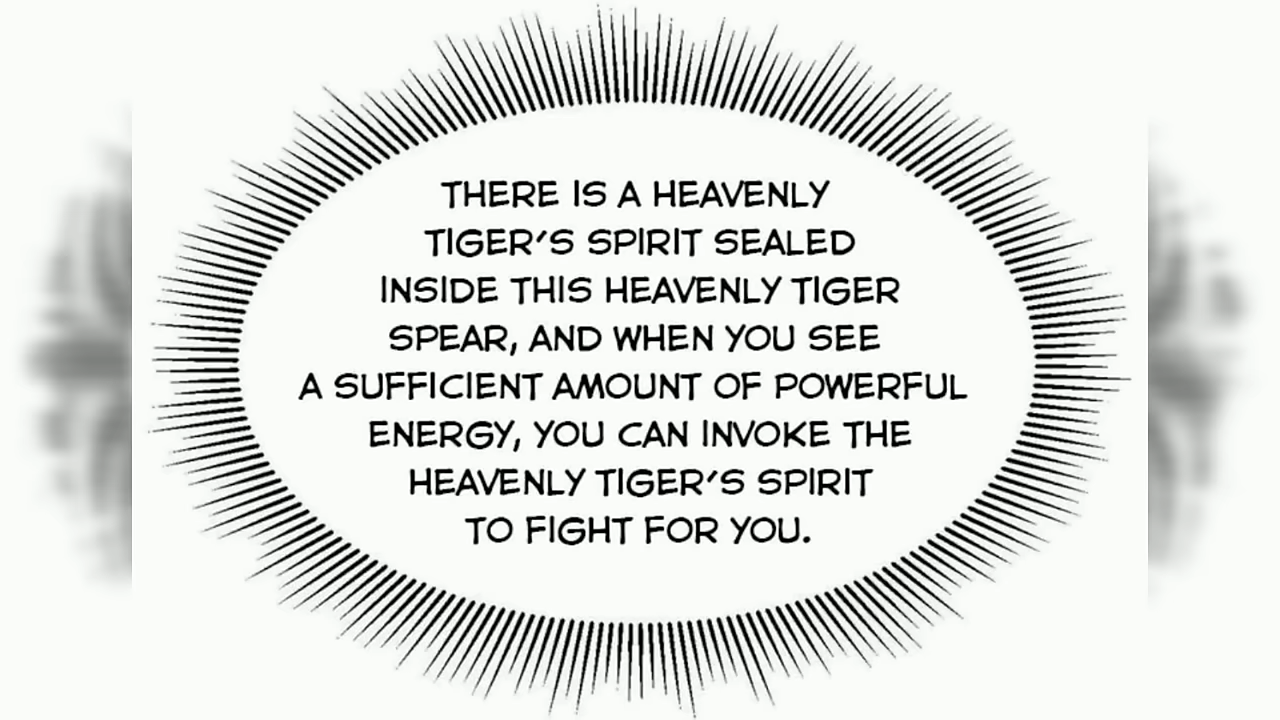 THERE IS A HEAVENLY
TIGER'S SPIRIT SEALED
INSIDE THIS HEAVENLY TIGER
SPEAR, AND WHEN YOU SEE
A SUFFICIENT AMOUNT OF POWERFUL
ENERGY, YOU CAN INVOKE THE
HEAVENLY TIGER'S SPIRIT
TO FIGHT FOR YOU.